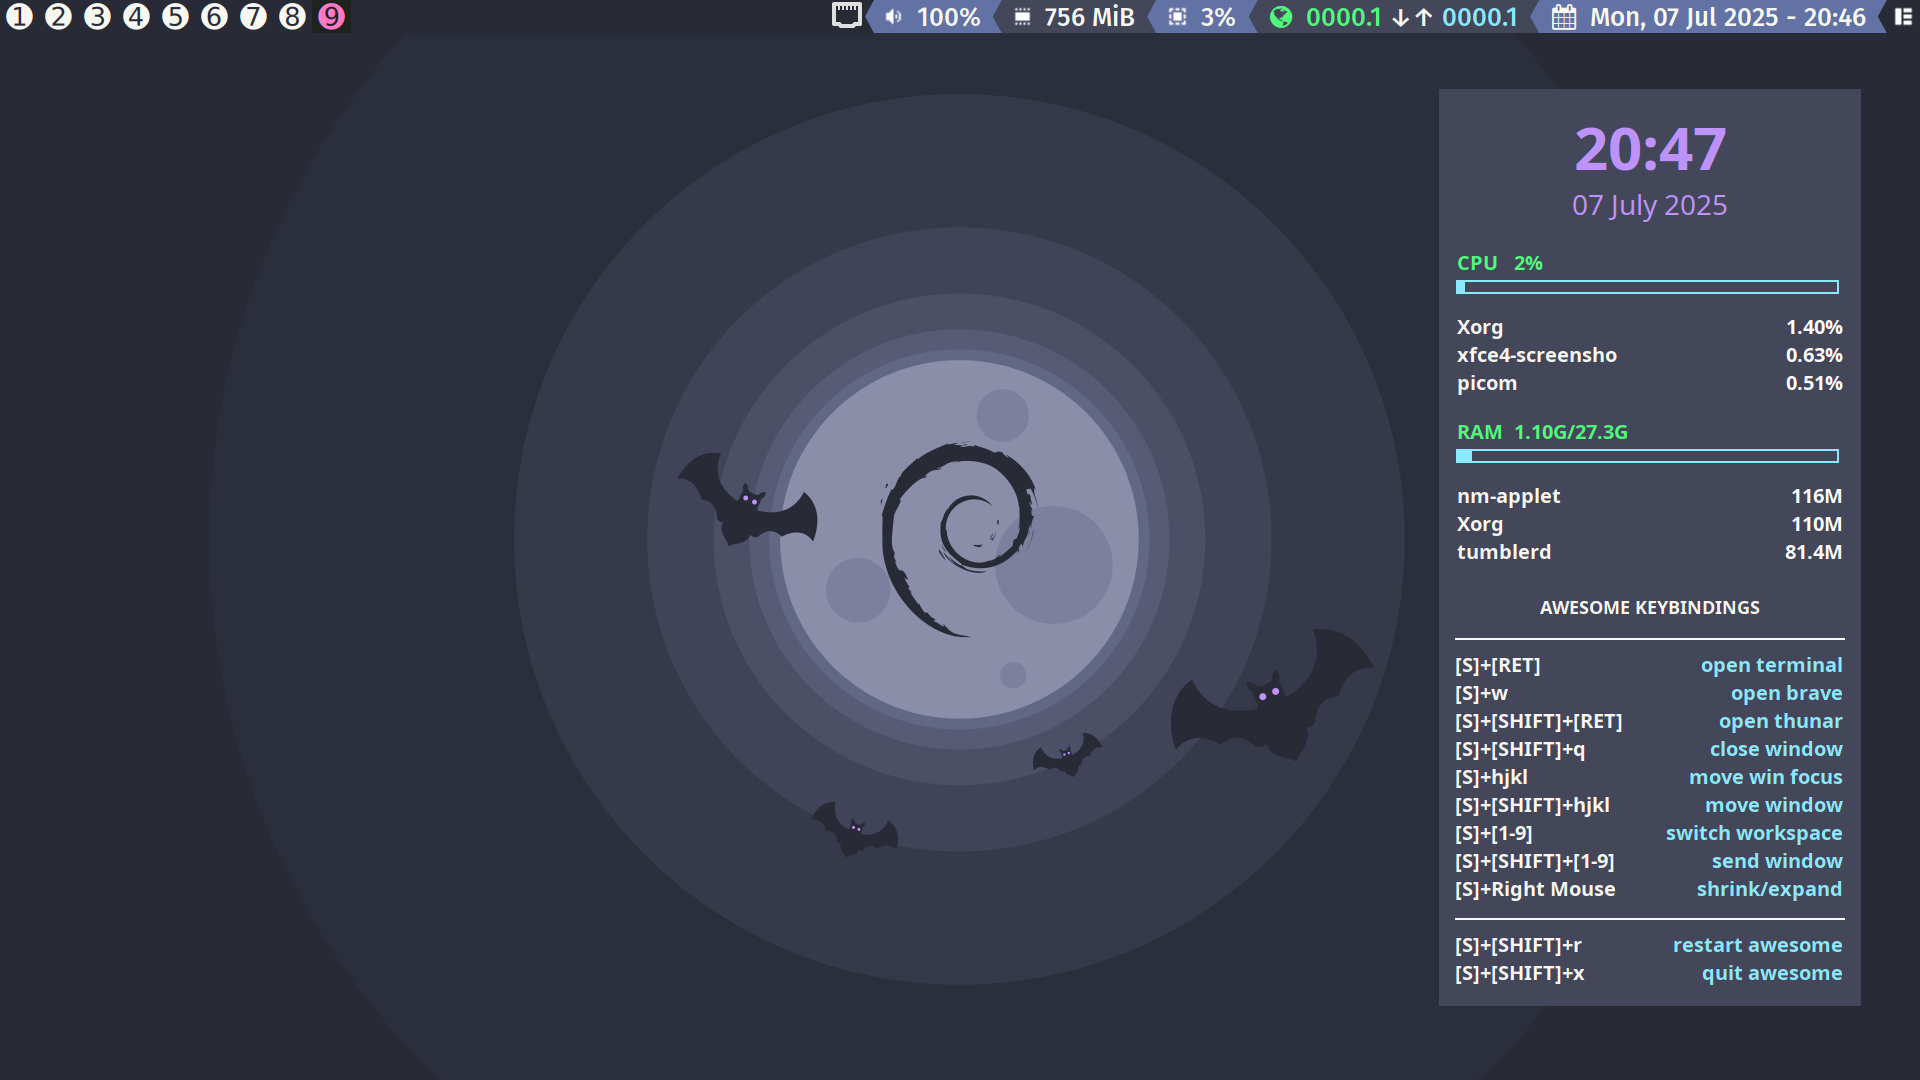 1 2 3 4 5 6 7 8 9 100% 756 MiB 3% 0000.1 ↓↑ 0000.1 Mon, 07 Jul 2025 - 20:46
20:47
07 July 2025
CPU 2%
Xorg 1.40%
xfce4-screensho 0.63%
picom 0.51%
RAM 1.10G/27.3G
nm-applet 116M
Xorg 110M
tumblerd 81.4M
AWESOME KEYBINDINGS
[S]+[RET] open terminal
[S]+w open brave
[S]+[SHIFT]+[RET] open thunar
[S]+[SHIFT]+q close window
[S]+hjkl move win focus
[S]+[SHIFT]+hjkl move window
[S]+[1-9] switch workspace
[S]+[SHIFT]+[1-9] send window
[S]+Right Mouse shrink/expand
[S]+[SHIFT]+r restart awesome
[S]+[SHIFT]+x quit awesome